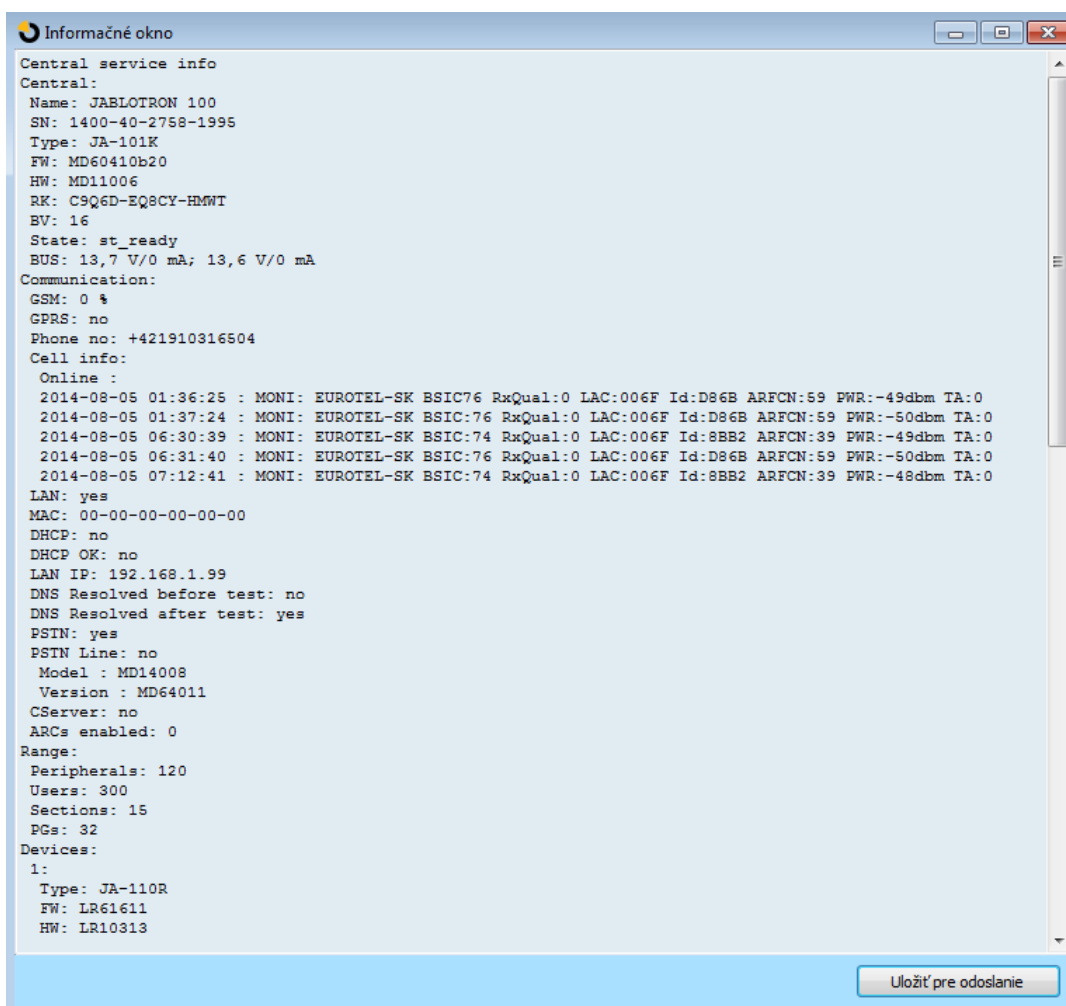 Informačné okno
Central service info
Central:
Name: JABLOTRON 100
SN: 1400-40-2758-1995
Type: JA-101K
FW: MD60410b20
HW: MD11006
RK: C9Q6D-EQ8CY-HMWT
BV: 16
State: st_ready
BUS: 13,7 V/0 mA; 13,6 V/0 mA
Communication:
GSM: 0 %
GPRS: no
Phone no: +421910316504
Cell info:
Online :
2014-08-05 01:36:25 : MONI: EUROTEL-SK BSIC76 RxQual:0 LAC:006F Id:D86B ARFCN:59 PWR:-49dbm TA:0
2014-08-05 01:37:24 : MONI: EUROTEL-SK BSIC:76 RxQual:0 LAC:006F Id:D86B ARFCN:59 PWR:-50dbm TA:0
2014-08-05 06:30:39 : MONI: EUROTEL-SK BSIC:74 RxQual:0 LAC:006F Id:8BB2 ARFCN:39 PWR:-49dbm TA:0
2014-08-05 06:31:40 : MONI: EUROTEL-SK BSIC:76 RxQual:0 LAC:006F Id:D86B ARFCN:59 PWR:-50dbm TA:0
2014-08-05 07:12:41 : MONI: EUROTEL-SK BSIC:74 RxQual:0 LAC:006F Id:8BB2 ARFCN:39 PWR:-48dbm TA:0
LAN: yes
MAC: 00-00-00-00-00-00
DHCP: no
DHCP OK: no
LAN IP: 192.168.1.99
DNS Resolved before test: no
DNS Resolved after test: yes
PSTN: yes
PSTN Line: no
Model : MD14008
Version : MD64011
CServer: no
ARCs enabled: 0
Range:
Peripherals: 120
Users: 300
Sections: 15
PGs: 32
Devices:
1:
Type: JA-110R
FW: LR61611
HW: LR10313
Uložiť pre odoslanie